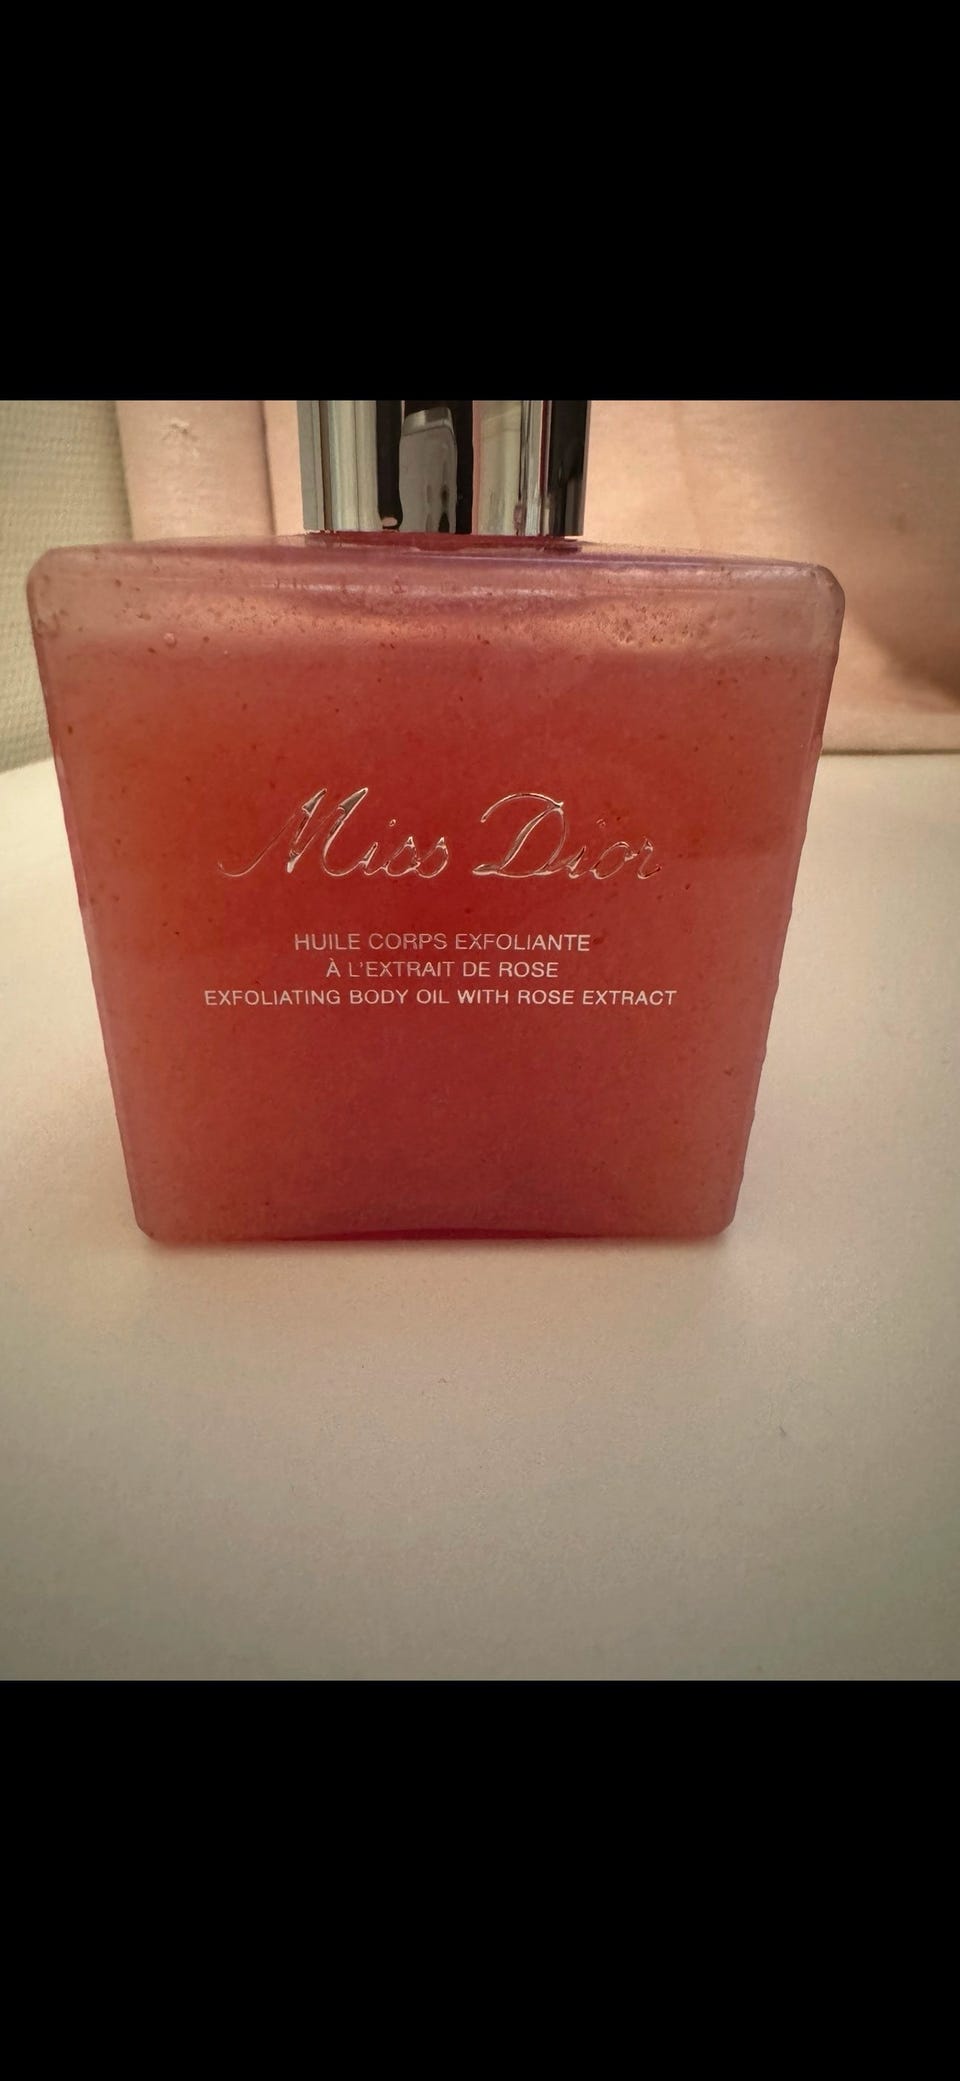 Miss Dior
HUILE CORPS EXFOLIANTE
À L'EXTRAIT DE ROSE
EXFOLIATING BODY OIL WITH ROSE EXTRACT